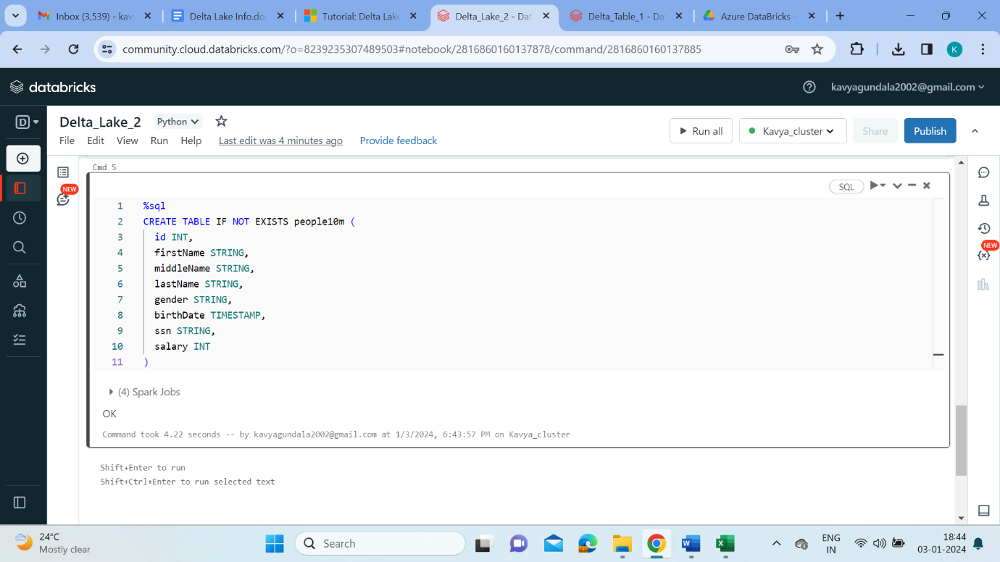 Inbox (3,539) - kav
Delta Lake Info.do
Tutorial: Delta Lake
Delta_Lake_2 - Dat
Delta_Table_1 - Da
Azure DataBricks -
community.cloud.databricks.com/?o=8239235307489503#notebook/2816860160137878/command/2816860160137885
K
databricks
kavyagundala2002@gmail.com
D
Delta_Lake_2
Python
File Edit View Run Help Last edit was 4 minutes ago Provide feedback
Run all
Kavya_cluster
Share
Publish
NEW
NEW
Cmd 5
SQL
1 %sql
2 CREATE TABLE IF NOT EXISTS people10m (
3 id INT,
4 firstName STRING,
5 middleName STRING,
6 lastName STRING,
7 gender STRING,
8 birthDate TIMESTAMP,
9 ssn STRING,
10 salary INT
11 )
(4) Spark Jobs
OK
Command took 4.22 seconds -- by kavyagundala2002@gmail.com at 1/3/2024, 6:43:57 PM on Kavya_cluster
Shift+Enter to run
Shift+Ctrl+Enter to run selected text
24°C
Mostly clear
Search
ENG
IN
18:44
03-01-2024